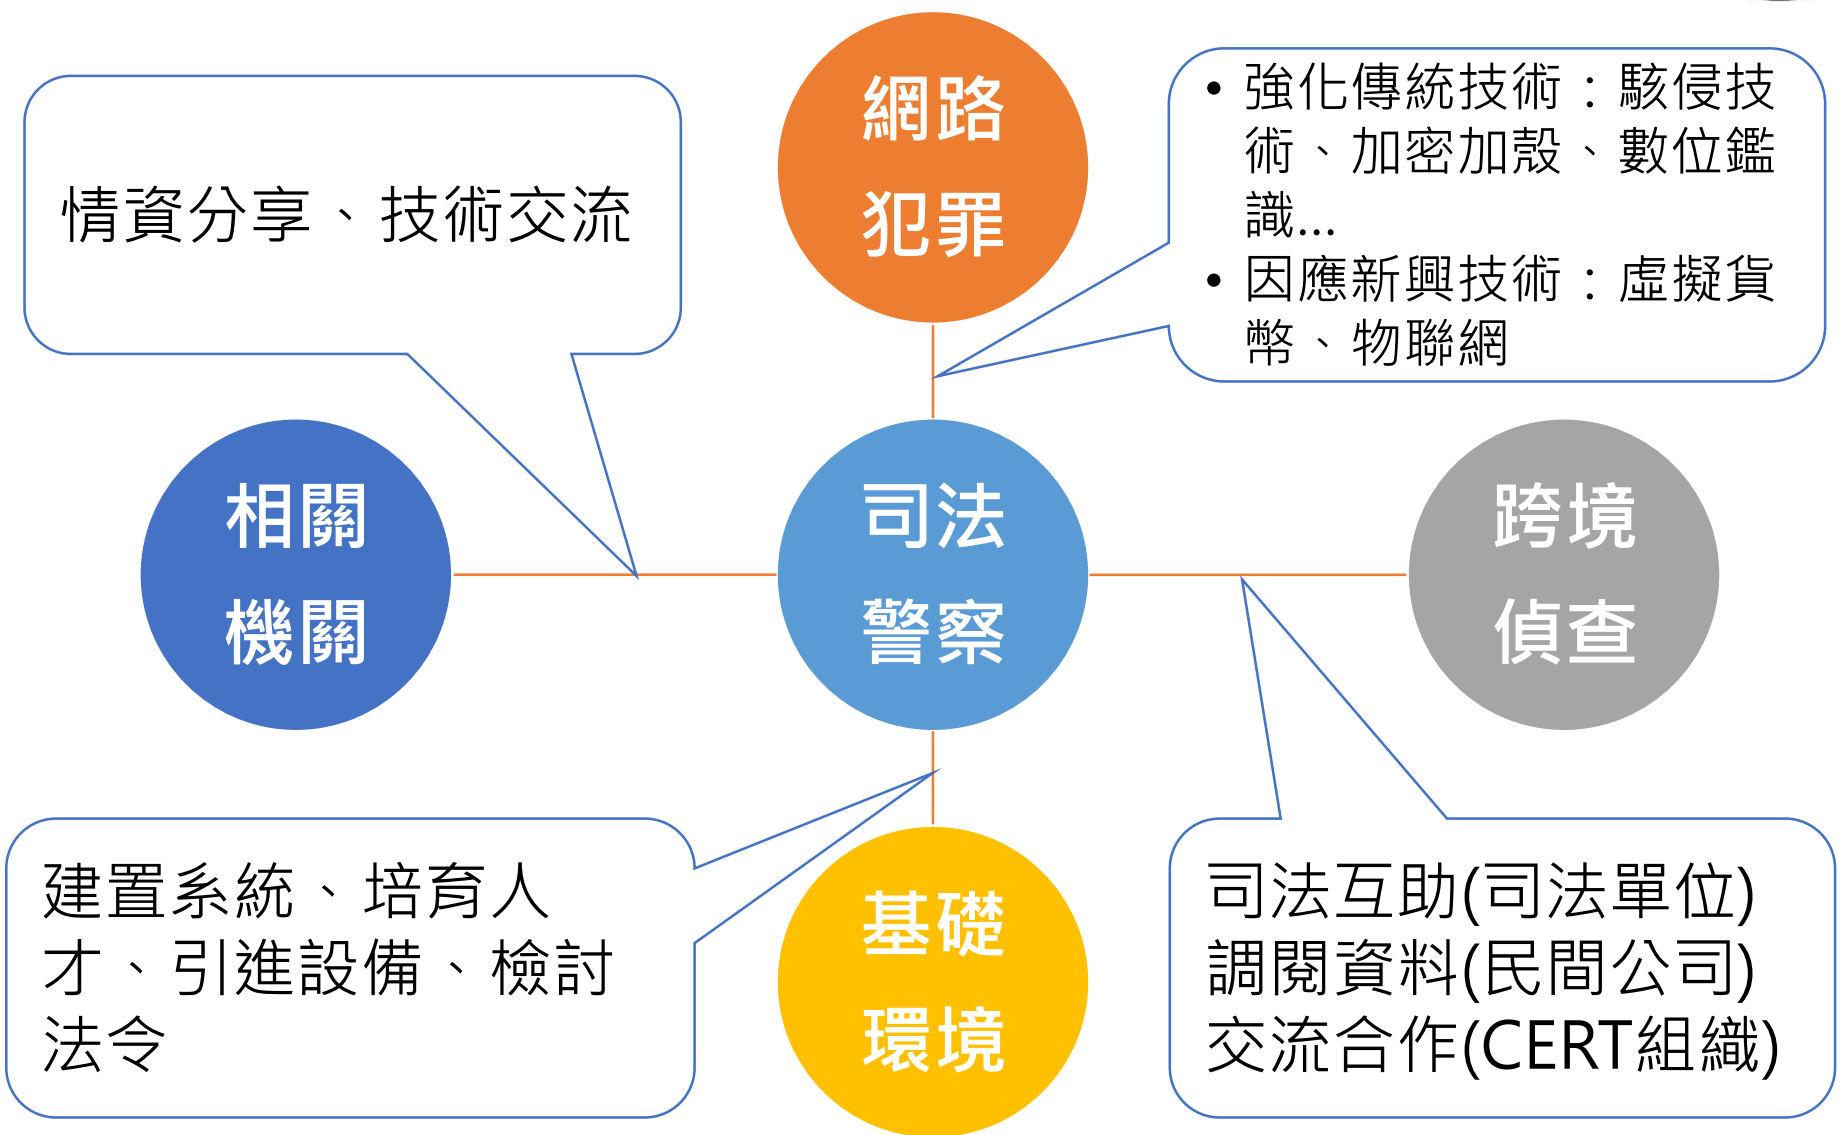 網路
犯罪
• 強化傳統技術：駭侵技
術、加密加殼、數位鑑
識...
• 因應新興技術：虛擬貨
幣、物聯網
情資分享、技術交流
相關
機關
司法
警察
跨境
偵查
建置系統、培育人
才、引進設備、檢討
法令
基礎
環境
司法互助(司法單位)
調閱資料(民間公司)
交流合作(CERT組織)